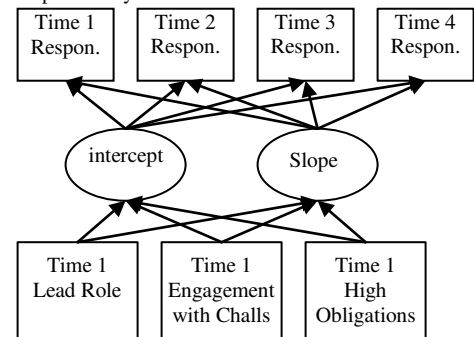 Time 1 Time 2 Time 3 Time 4
Respon. Respon. Respon. Respon.
intercept Slope
Time 1 Time 1 Time 1
Lead Role Engagement High
with Challs Obligations